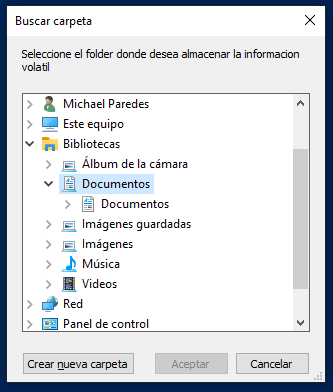 Buscar carpeta
Seleccione el folder donde desea almacenar la informacion
volatil
Michael Paredes
Este equipo
Bibliotecas
Álbum de la cámara
Documentos
Documentos
Imágenes guardadas
Imágenes
Música
Videos
Red
Panel de control
Crear nueva carpeta
Aceptar
Cancelar